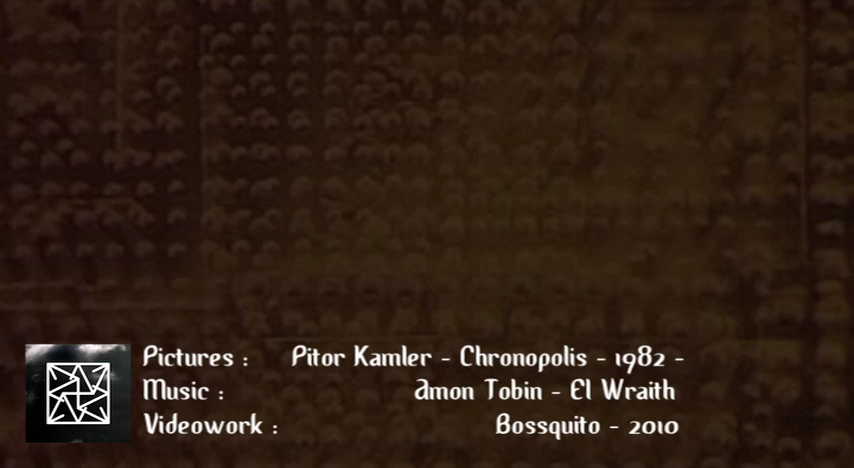 Pictures : Pitor Kamler - Chronopolis - 1982 -
Music : Amon Tobin - El Wraith
Videowork : Bossquito - 2010